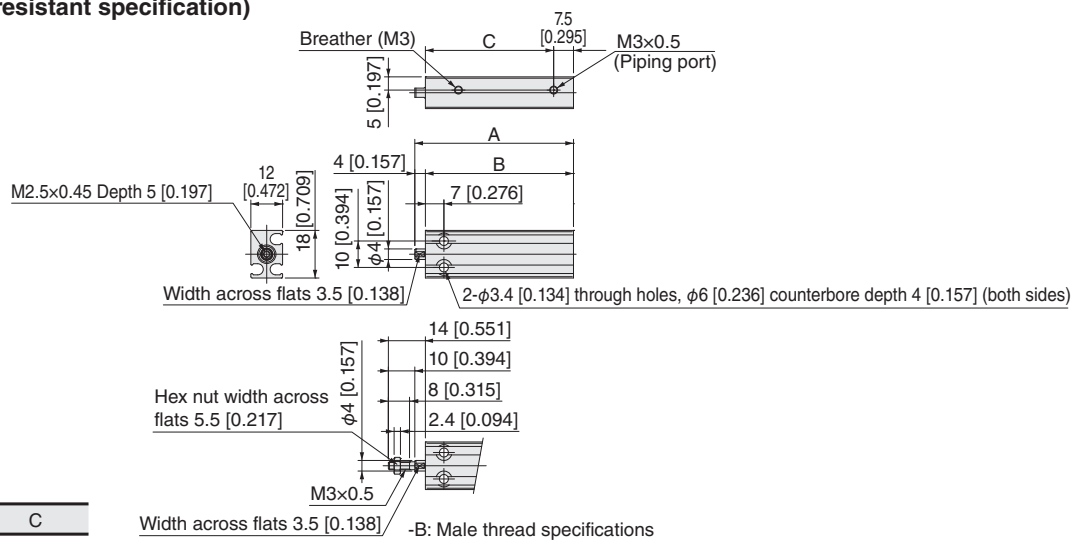 resistant specification)
Breather (M3)
C
7.5
[0.295]
M3×0.5
(Piping port)
5 [0.197]
A
4 [0.157]
B
7 [0.276]
12
[0.472]
M2.5×0.45 Depth 5 [0.197]
18 [0.709]
10 [0.394]
φ4 [0.157]
Width across flats 3.5 [0.138]
2-φ3.4 [0.134] through holes, φ6 [0.236] counterbore depth 4 [0.157] (both sides)
14 [0.551]
10 [0.394]
8 [0.315]
2.4 [0.094]
φ4 [0.157]
Hex nut width across
flats 5.5 [0.217]
M3×0.5
Width across flats 3.5 [0.138]
-B: Male thread specifications
C